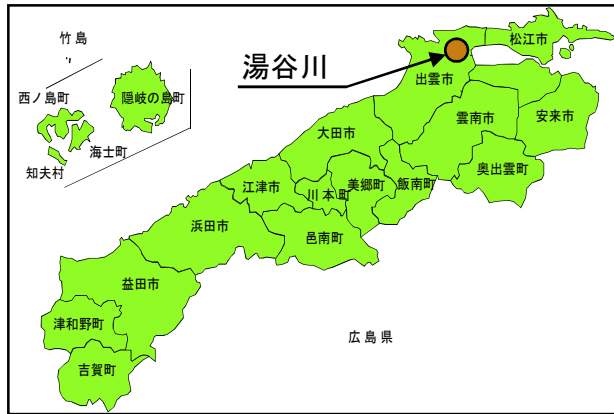 竹島
松江市
湯谷川
出雲市
西ノ島町
隠岐の島町
雲南市
安来市
大田市
海士町
知夫村
奥出雲町
江津市
川本町
美郷町
飯南町
浜田市
邑南町
益田市
津和野町
広島県
吉賀町